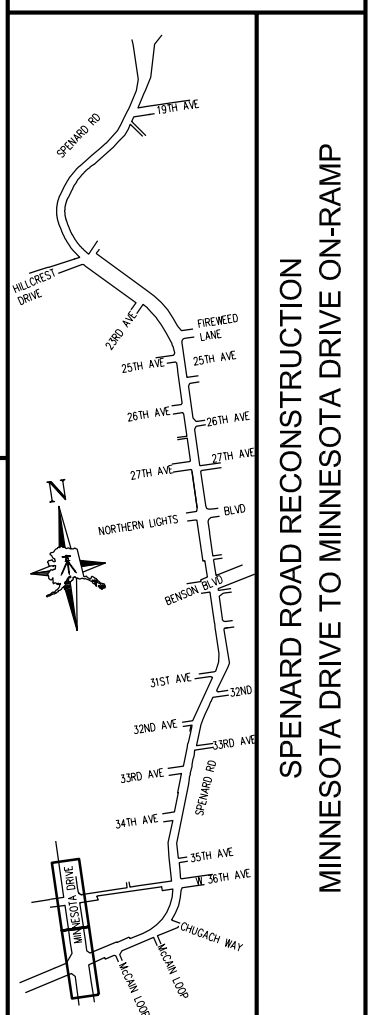 19TH AVE
SPENARD RD
HILLCREST
DRIVE
23RD AVE
FIREWEED
LANE
25TH AVE
25TH AVE
26TH AVE
26TH AVE
27TH AVE
27TH AVE
N
NORTHERN LIGHTS
BLVD
BENSON BLVD
31ST AVE
32ND
32ND AVE
33RD AVE
33RD AVE
SPENARD RD
34TH AVE
35TH AVE
W 36TH AVE
MINNESOTA DRIVE
CHUGACH WAY
McCAIN LOOP
McCAIN LOOP
SPENARD ROAD RECONSTRUCTION
MINNESOTA DRIVE TO MINNESOTA DRIVE ON-RAMP